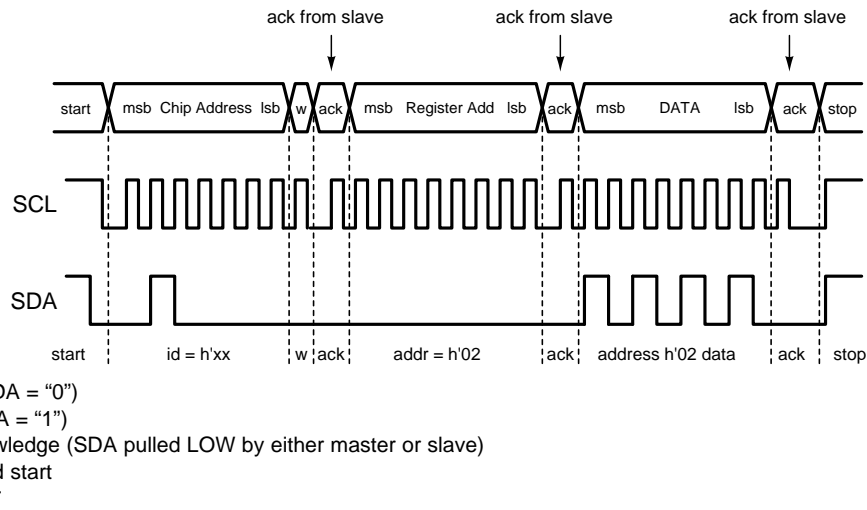 ack from slave ack from slave ack from slave
start msb Chip Address lsb w ack msb Register Add lsb ack msb DATA lsb ack stop
SCL
SDA
start id = h'xx w ack addr = h'02 ack address h'02 data ack stop
DA = “0”)
A = “1”)
wledge (SDA pulled LOW by either master or slave)
d start